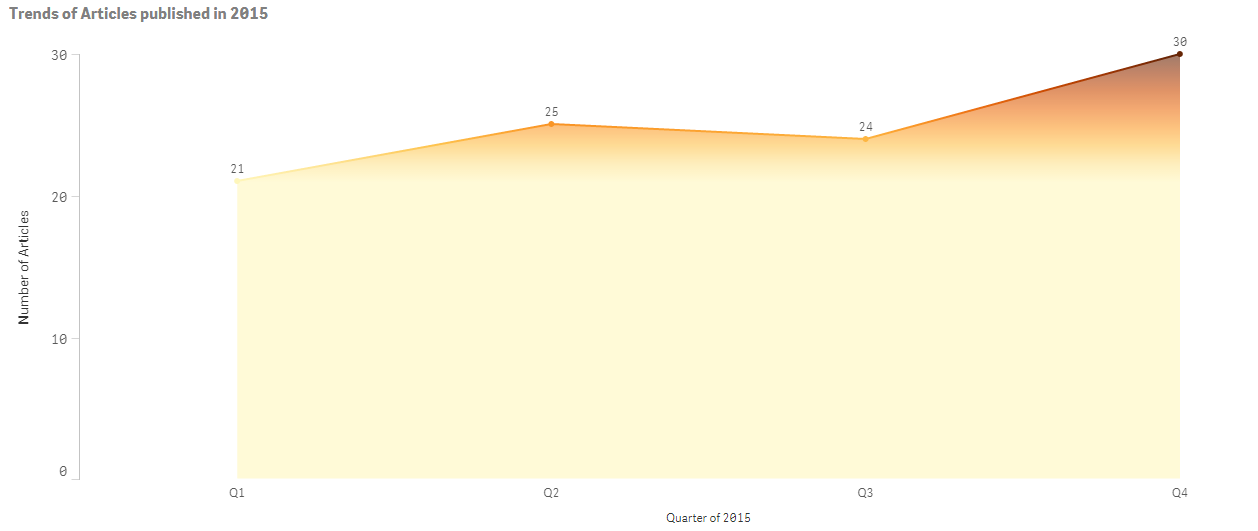 Trends of Articles published in 2015
30
30
25
24
21
20
Number of Articles
10
0
Q1 Q2 Q3 Q4
Quarter of 2015